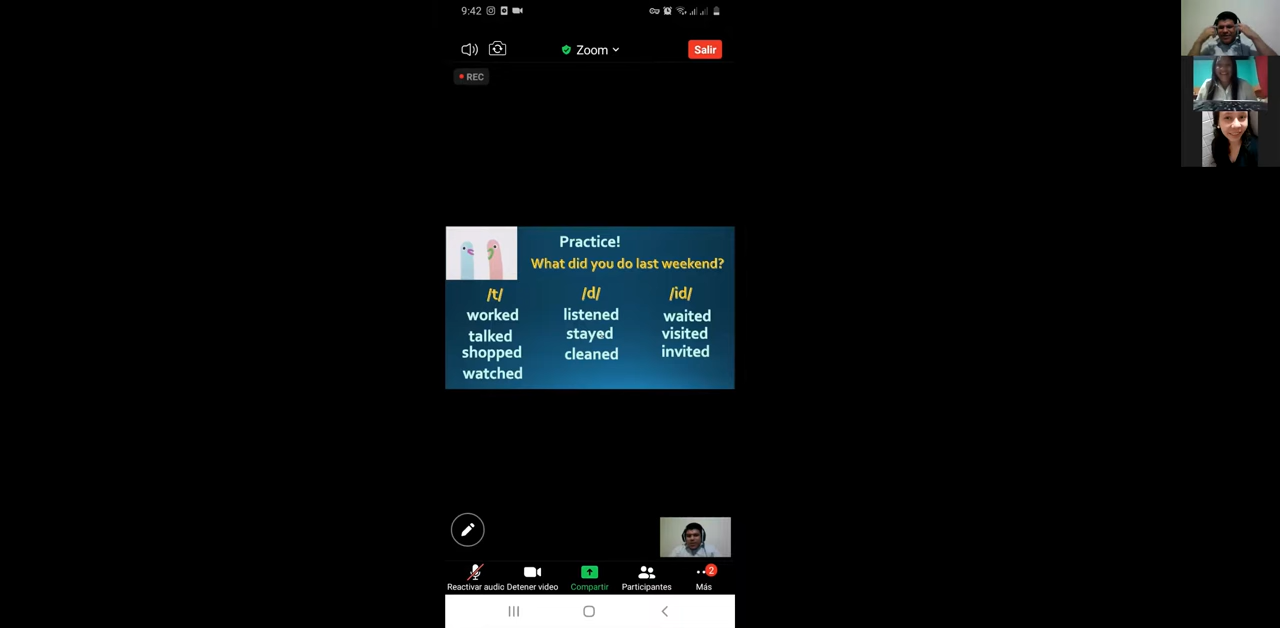 9:42
Zoom
Salir
REC
Practice!
What did you do last weekend?
/t/
worked
talked
shopped
watched
/d/
listened
stayed
cleaned
/id/
waited
visited
invited
Reactivar audio Detener video Compartir Participantes Más
2